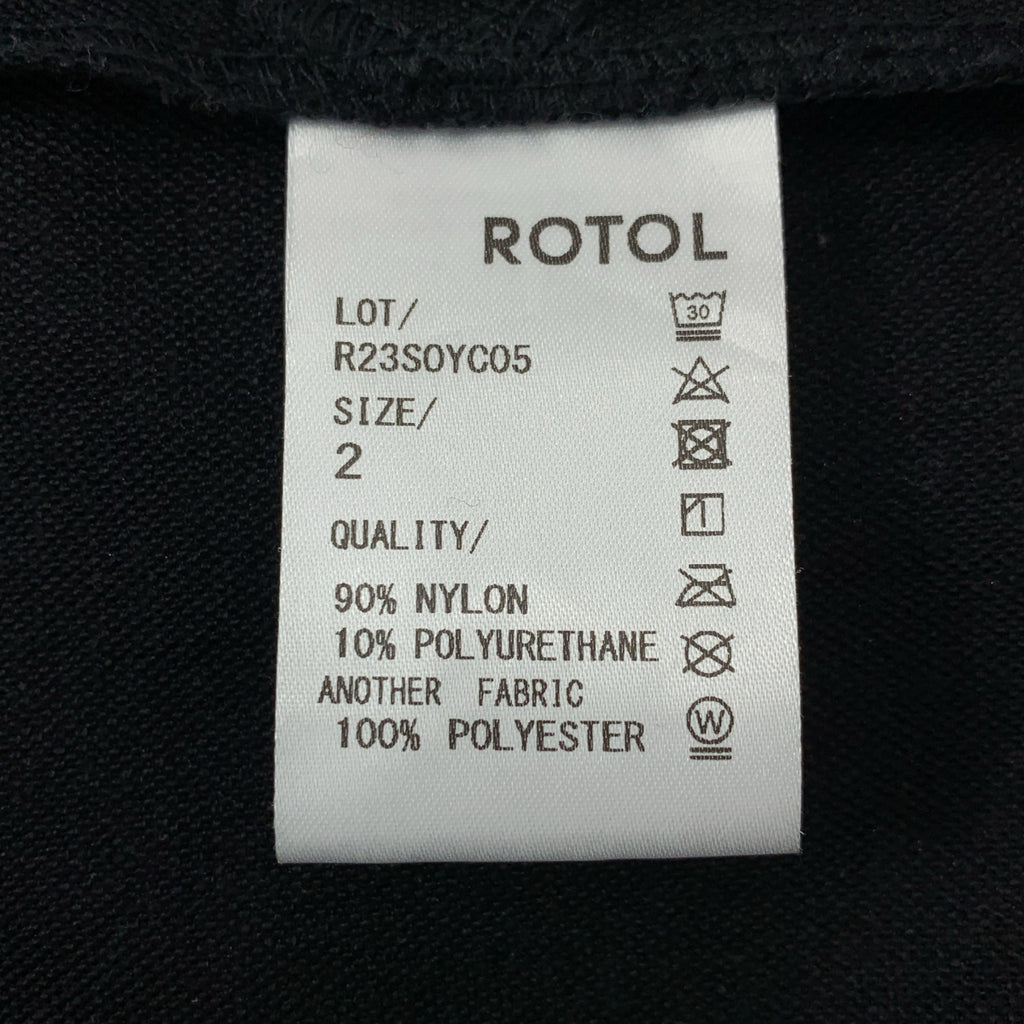 ROTOL
LOT/
R23SOYC05
SIZE/
2
QUALITY/
90% NYLON
10% POLYURETHANE
ANOTHER FABRIC
100% POLYESTER
30
W